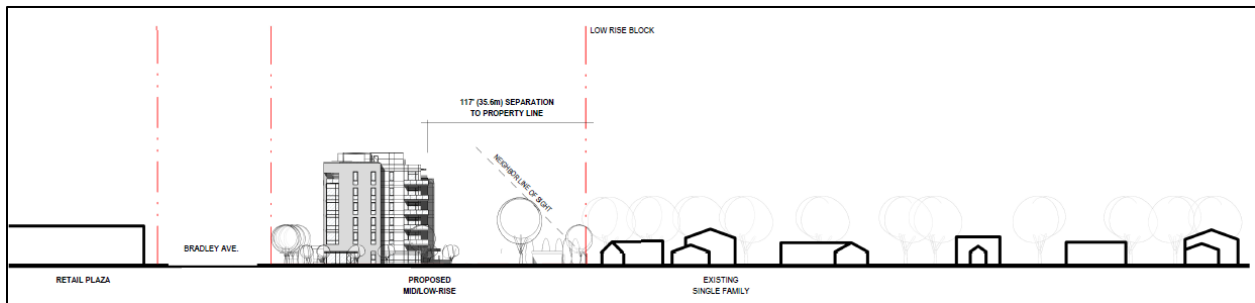 LOW RISE BLOCK
117' (35.6m) SEPARATION
TO PROPERTY LINE
NEIGHBOR LINE OF SIGHT
BRADLEY AVE.
RETAIL PLAZA
PROPOSED
MID/LOW-RISE
EXISTING
SINGLE FAMILY